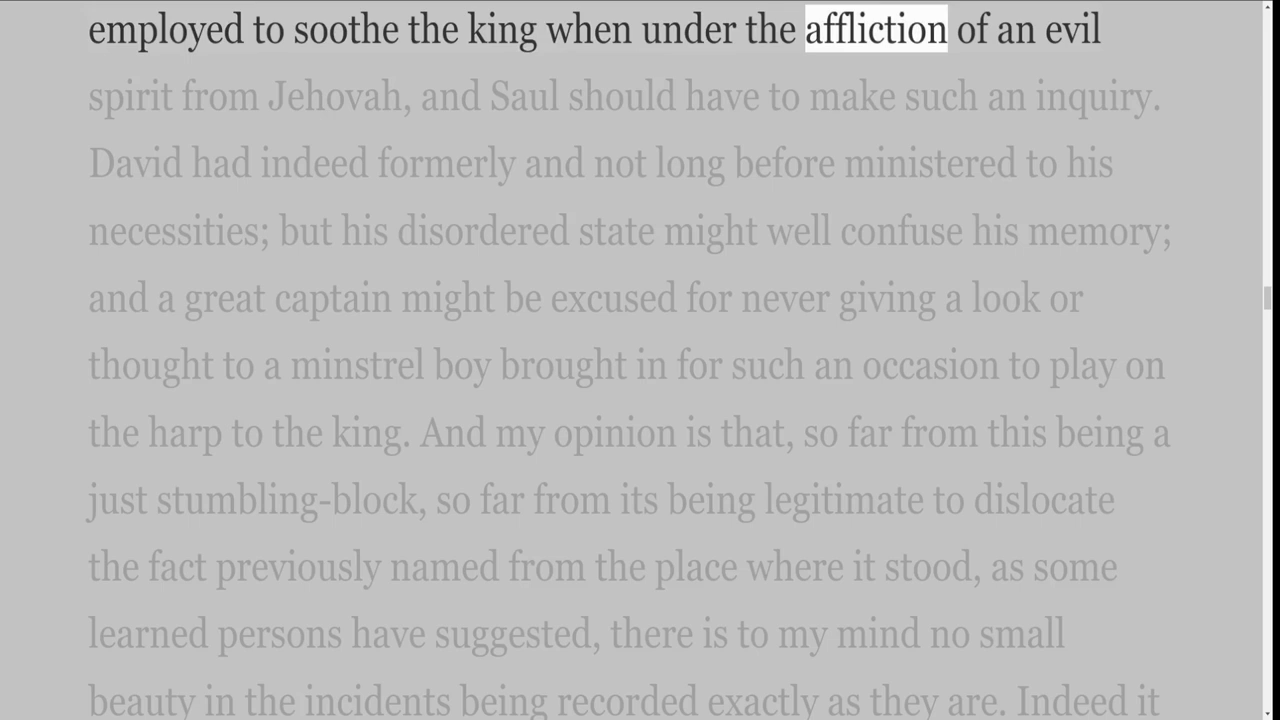 employed to soothe the king when under the affliction of an evil
spirit from Jehovah, and Saul should have to make such an inquiry.
David had indeed formerly and not long before ministered to his
necessities; but his disordered state might well confuse his memory;
and a great captain might be excused for never giving a look or
thought to a minstrel boy brought in for such an occasion to play on
the harp to the king. And my opinion is that, so far from this being a
just stumbling-block, so far from its being legitimate to dislocate
the fact previously named from the place where it stood, as some
learned persons have suggested, there is to my mind no small
beauty in the incidents being recorded exactly as they are. Indeed it